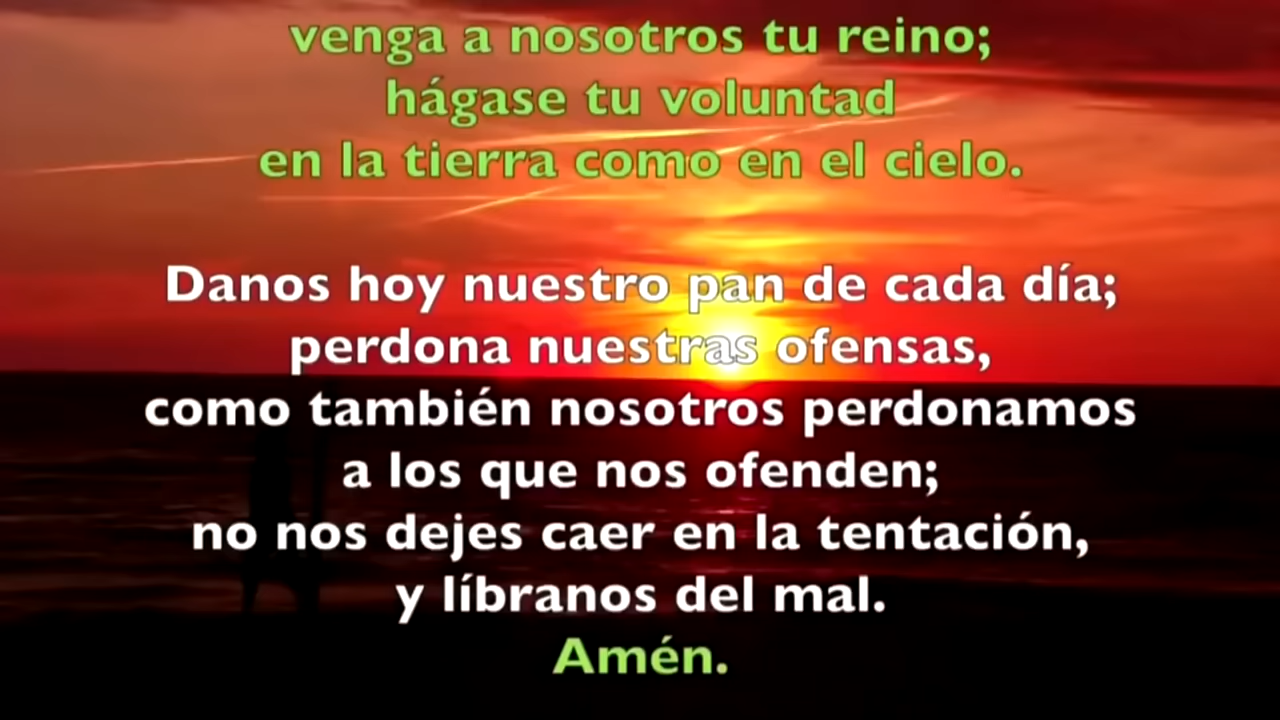 venga a nosotros tu reino;
hágase tu voluntad
en la tierra como en el cielo.
Danos hoy nuestro pan de cada día;
perdona nuestras ofensas,
como también nosotros perdonamos
a los que nos ofenden;
no nos dejes caer en la tentación,
y líbranos del mal.
Amén.